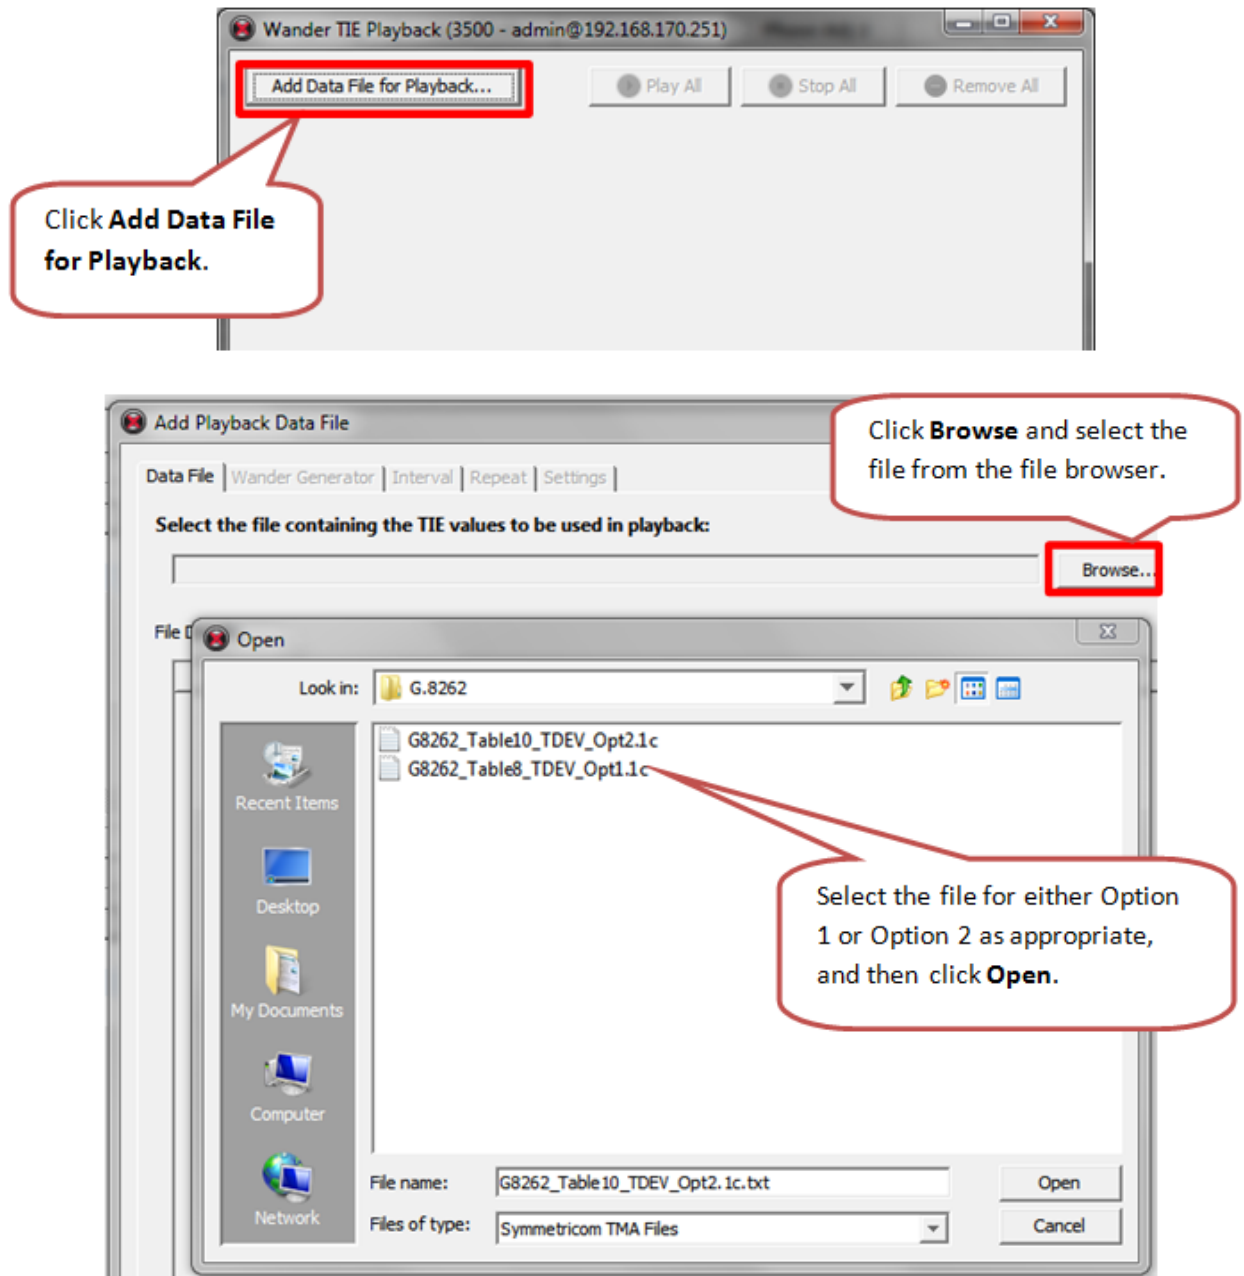 Wander TIE Playback (3500 - admin@192.168.170.251)
Add Data File for Playback...
Play All
Stop All
Remove All
Click Add Data File
for Playback.
Add Playback Data File
Click Browse and select the
file from the file browser.
Data File
Wander Generator
Interval
Repeat
Settings
Select the file containing the TIE values to be used in playback:
Browse...
File D
Open
Look in:
G.8262
G8262_Table10_TDEV_Opt2.1c
G8262_Table8_TDEV_Opt1.1c
Recent Items
Desktop
My Documents
Computer
Network
Select the file for either Option
1 or Option 2 as appropriate,
and then click Open.
File name:
G8262_Table10_TDEV_Opt2.1c.txt
Open
Files of type:
Symmetricom TMA Files
Cancel